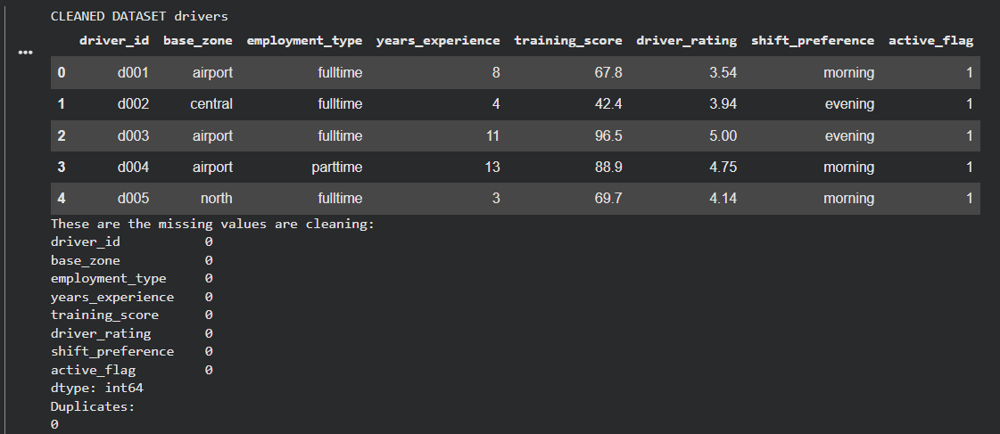 CLEANED DATASET drivers
driver_id base_zone employment_type years_experience training_score driver_rating shift_preference active_flag
0 d001 airport fulltime 8 67.8 3.54 morning 1
1 d002 central fulltime 4 42.4 3.94 evening 1
2 d003 airport fulltime 11 96.5 5.00 evening 1
3 d004 airport parttime 13 88.9 4.75 morning 1
4 d005 north fulltime 3 69.7 4.14 morning 1
These are the missing values are cleaning:
driver_id 0
base_zone 0
employment_type 0
years_experience 0
training_score 0
driver_rating 0
shift_preference 0
active_flag 0
dtype: int64
Duplicates:
0